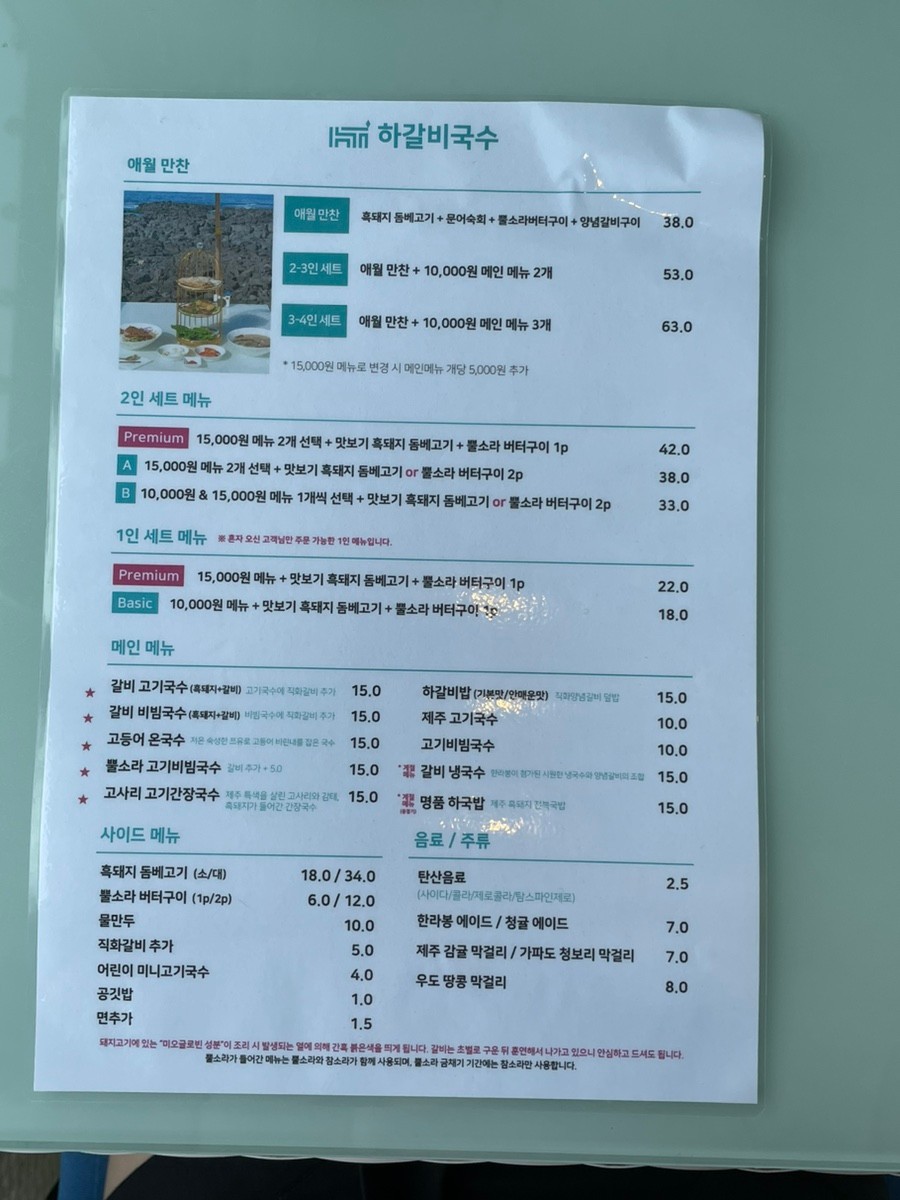 하갈비국수
애월 만찬
애월 만찬 흑돼지 돔베고기 + 문어숙회 + 뿔소라버터구이 + 양념갈비구이 38.0
2-3인 세트 애월 만찬 + 10,000원 메인 메뉴 2개 53.0
3-4인 세트 애월 만찬 + 10,000원 메인 메뉴 3개 63.0
* 15,000원 메뉴로 변경 시 메인메뉴 개당 5,000원 추가
2인 세트 메뉴
Premium 15,000원 메뉴 2개 선택 + 맛보기 흑돼지 돔베고기 + 뿔소라 버터구이 1p 42.0
A 15,000원 메뉴 2개 선택 + 맛보기 흑돼지 돔베고기 or 뿔소라 버터구이 2p 38.0
B 10,000원 & 15,000원 메뉴 1개씩 선택 + 맛보기 흑돼지 돔베고기 or 뿔소라 버터구이 2p 33.0
1인 세트 메뉴 ※ 혼자 오신 고객님만 주문 가능한 1인 메뉴입니다.
Premium 15,000원 메뉴 + 맛보기 흑돼지 돔베고기 + 뿔소라 버터구이 1p 22.0
Basic 10,000원 메뉴 + 맛보기 흑돼지 돔베고기 + 뿔소라 버터구이 1p 18.0
메인 메뉴
★ 갈비 고기국수 (흑돼지+갈비) 고기국수에 직화갈비 추가 15.0
★ 갈비 비빔국수 (흑돼지+갈비) 비빔국수에 직화갈비 추가 15.0
★ 고등어 온국수 저온 숙성한 쯔유로 고등어 비린내를 잡은 국수 15.0
★ 뿔소라 고기비빔국수 갈비 추가 + 5.0 15.0
★ 고사리 고기간장국수 제주 특색을 살린 고사리와 감태, 15.0
흑돼지가 들어간 간장국수
하갈비밥 (기본맛/안매운맛) 직화양념갈비 덮밥 15.0
제주 고기국수 10.0
고기비빔국수 10.0
*계절 메뉴 갈비 냉국수 한라봉이 첨가된 시원한 냉국수와 양념갈비의 조합 15.0
*계절 메뉴 명품 하국밥 제주 흑돼지 전복국밥 15.0
사이드 메뉴
흑돼지 돔베고기 (소/대) 18.0 / 34.0
뿔소라 버터구이 (1p/2p) 6.0 / 12.0
물만두 10.0
직화갈비 추가 5.0
어린이 미니고기국수 4.0
공깃밥 1.0
면추가 1.5
음료 / 주류
탄산음료 2.5
(사이다/콜라/제로콜라/탐스파인제로)
한라봉 에이드 / 청귤 에이드 7.0
제주 감귤 막걸리 / 가파도 청보리 막걸리 7.0
우도 땅콩 막걸리 8.0
돼지고기에 있는 "미오글로빈 성분"이 조리 시 발생되는 열에 의해 간혹 붉은색을 띄게 됩니다. 갈비는 초벌로 구운 뒤 훈연해서 나가고 있으니 안심하고 드셔도 됩니다.
뿔소라가 들어간 메뉴는 뿔소라와 참소라가 함께 사용되며, 뿔소라 금채기 기간에는 참소라만 사용합니다.